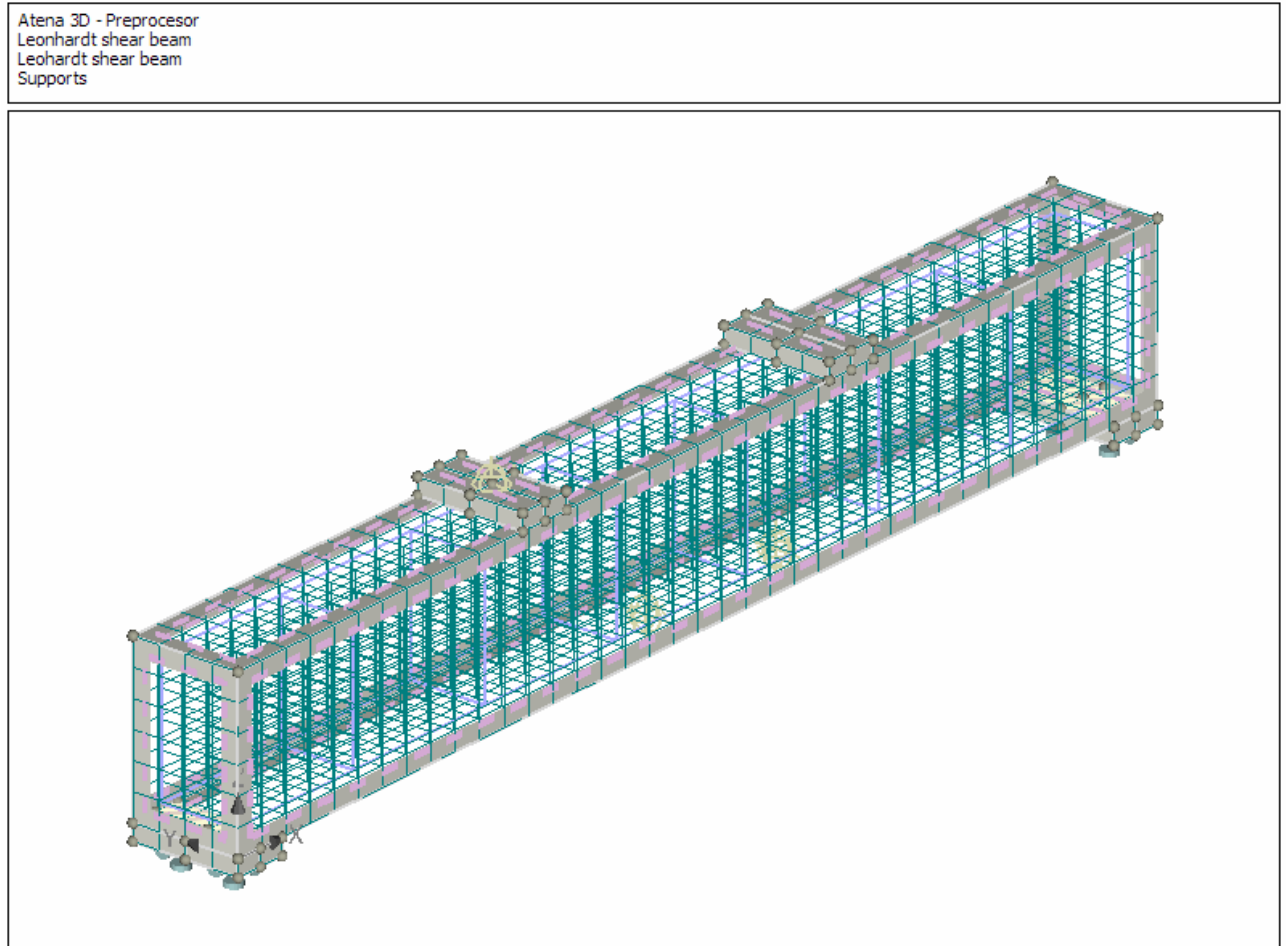 Atena 3D - Preprocesor
Leonhardt shear beam
Leohardt shear beam
Supports
Y
X